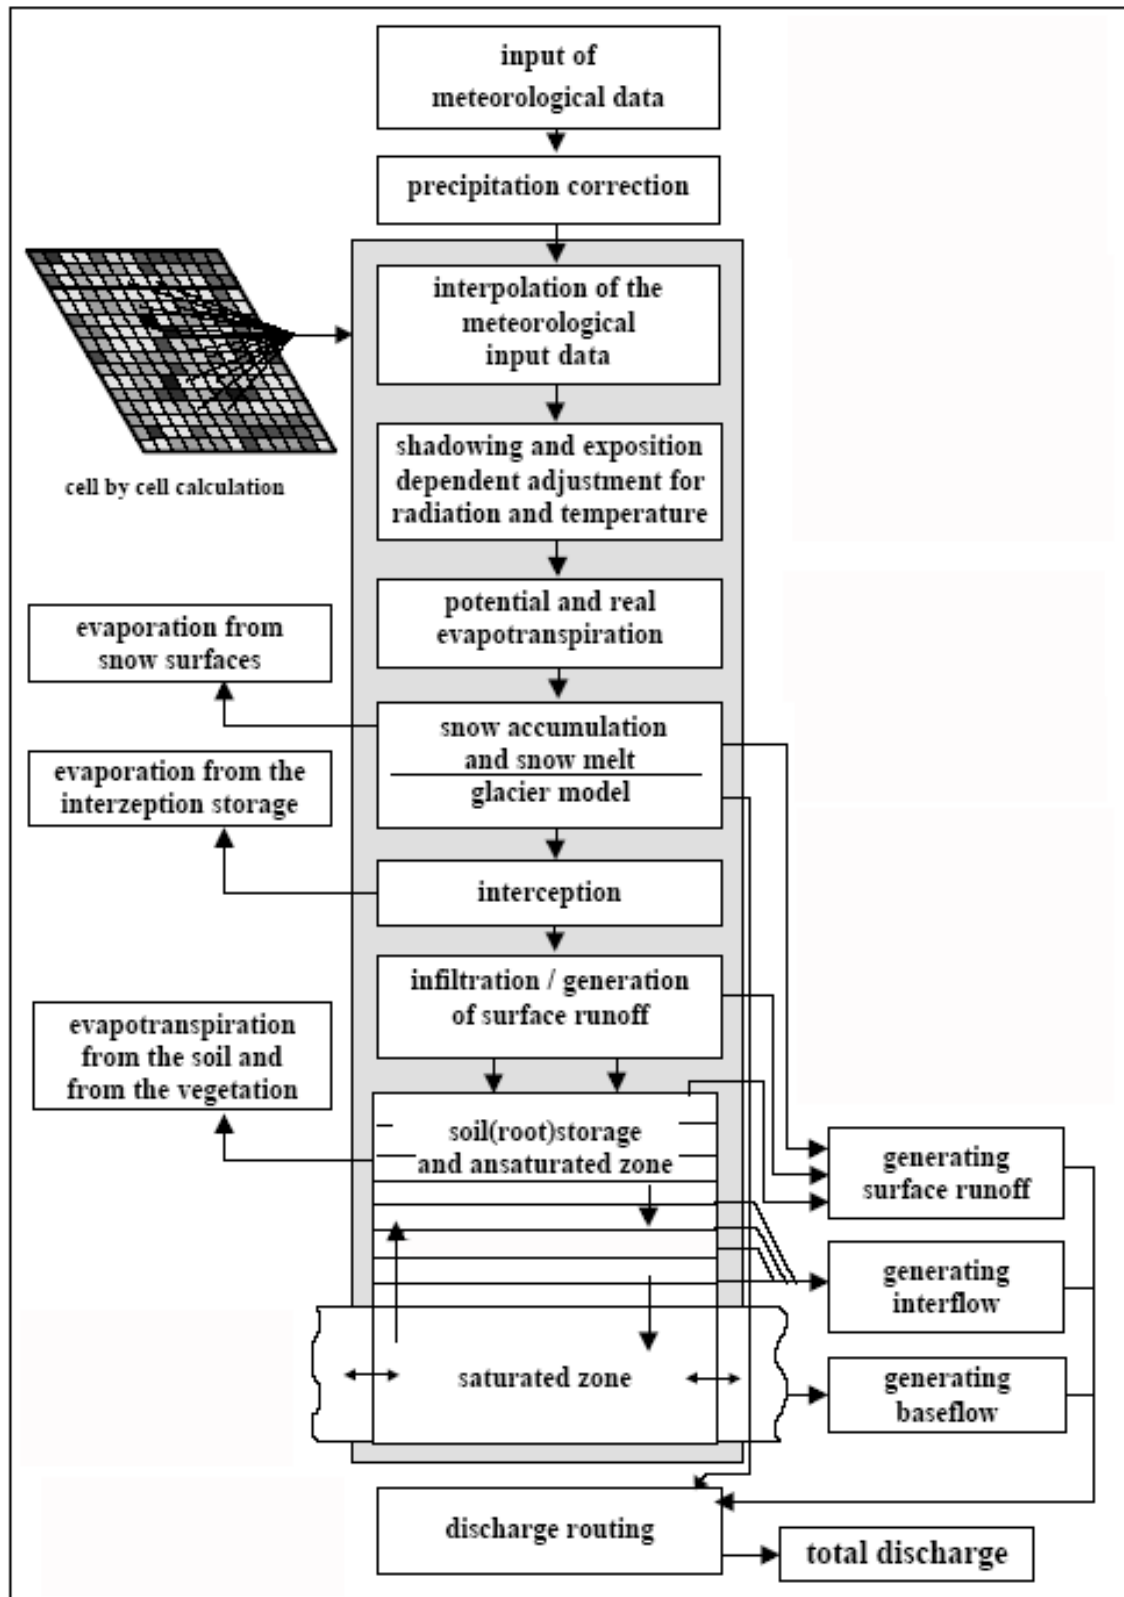 input of
meteorological data
precipitation correction
interpolation of the
meteorological
input data
cell by cell calculation
shadowing and exposition
dependent adjustment for
radiation and temperature
potential and real
evapotranspiration
evaporation from
snow surfaces
snow accumulation
and snow melt
glacier model
evaporation from the
interzeption storage
interception
infiltration / generation
of surface runoff
evapotranspiration
from the soil and
from the vegetation
soil(root)storage
and ansaturated zone
generating
surface runoff
generating
interflow
saturated zone
generating
baseflow
discharge routing
total discharge